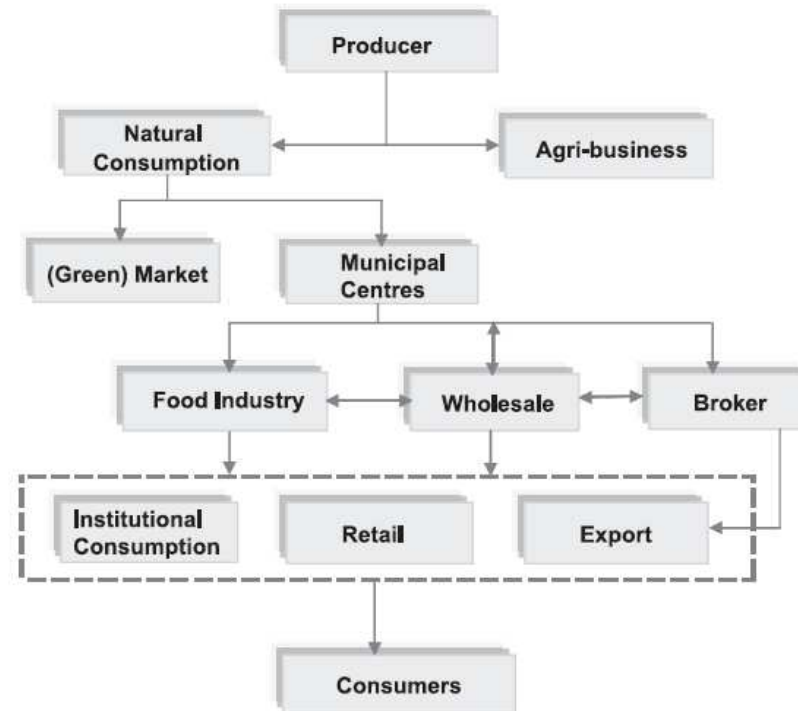 Producer
Natural
Consumption
Agri-business
(Green) Market
Municipal
Centres
Food Industry
Wholesale
Broker
Institutional
Consumption
Retail
Export
Consumers